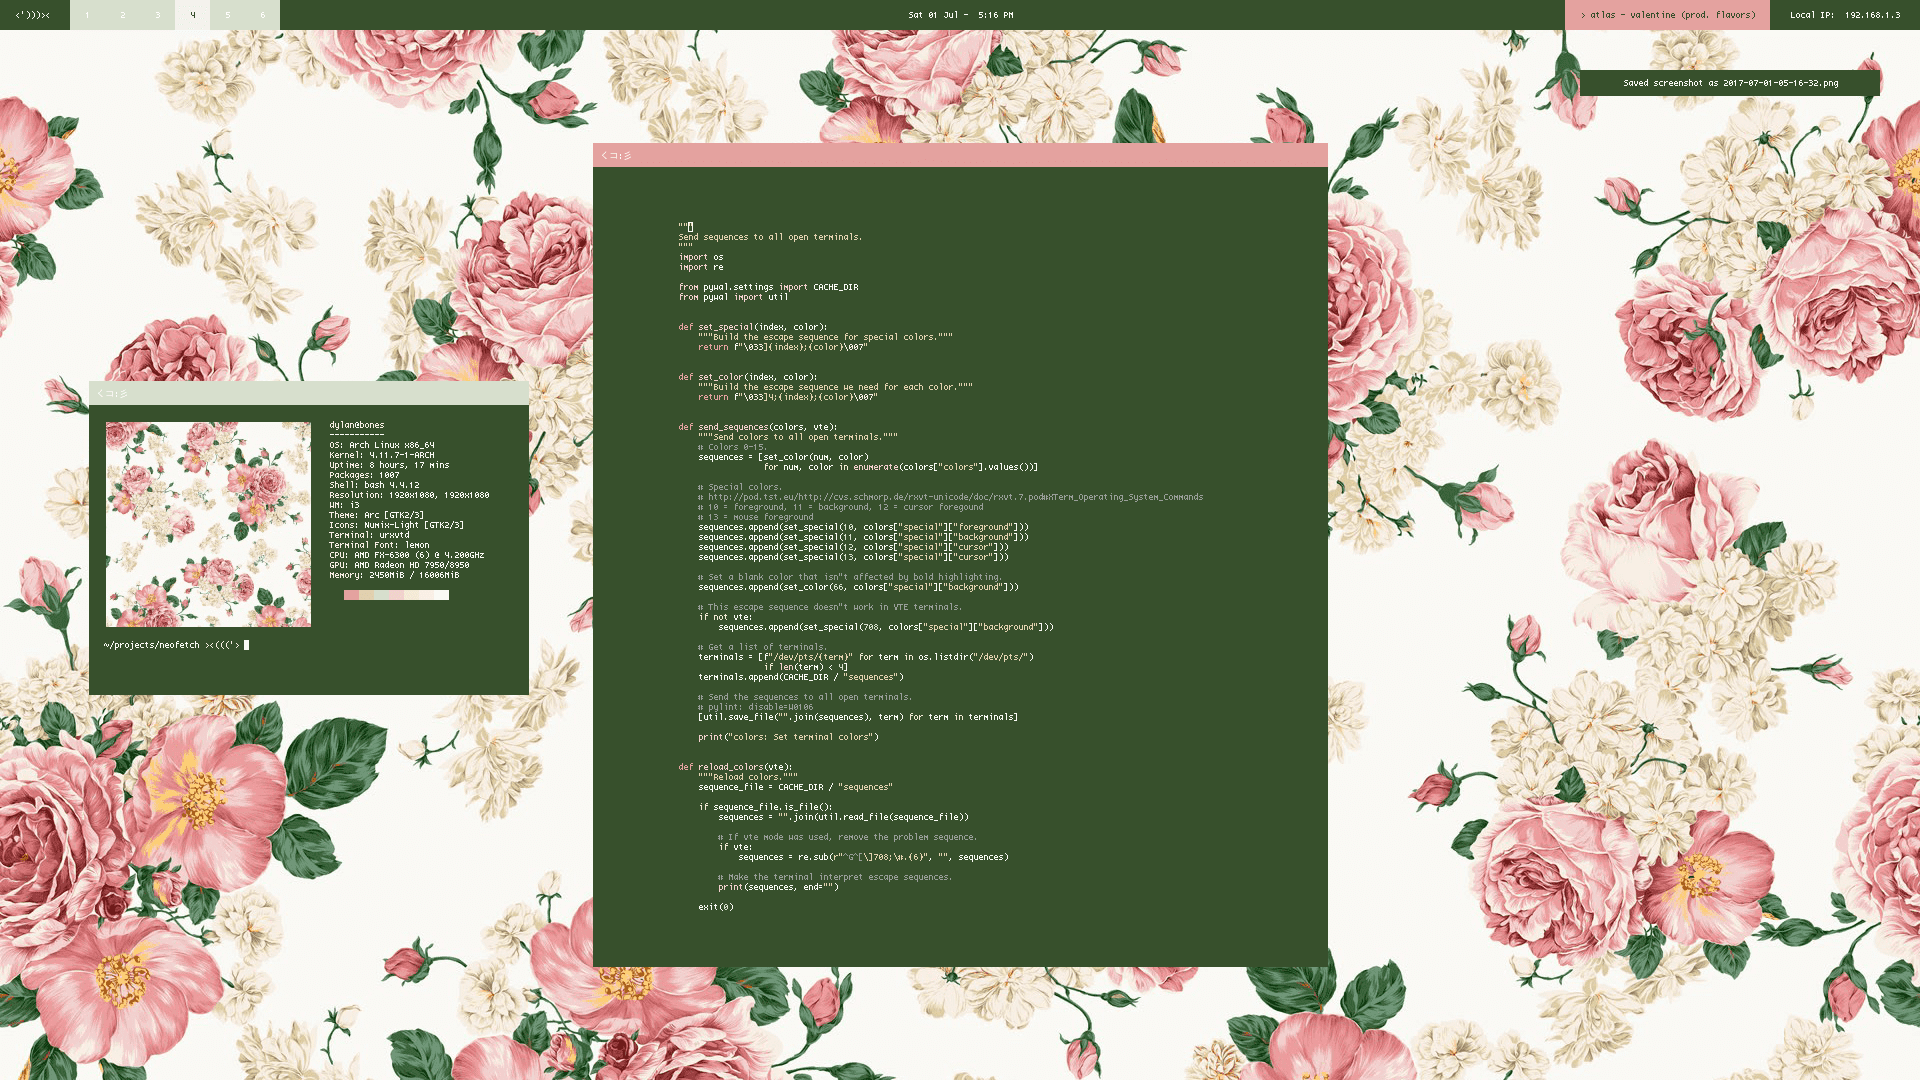 <')))><
1 2 3 4 5 6
Sat 01 Jul - 5:16 PM
> atlas - valentine (prod. flavors)
Local IP: 192.168.1.3
Saved screenshot as 2017-07-01-05-16-32.png
くコ:彡
"""
Send sequences to all open terminals.
"""
import os
import re
from pywal.settings import CACHE_DIR
from pywal import util
def set_special(index, color):
"""Build the escape sequence for special colors."""
return f"\033]{index};{color}\007"
def set_color(index, color):
"""Build the escape sequence we need for each color."""
return f"\033]4;{index};{color}\007"
def send_sequences(colors, vte):
"""Send colors to all open terminals."""
# Colors 0-15.
sequences = [set_color(num, color)
for num, color in enumerate(colors["colors"].values())]
# Special colors.
# http://pod.tst.eu/http://cvs.schmorp.de/rxvt-unicode/doc/rxvt.7.pod#XTerm_Operating_System_Commands
# 10 = foreground, 11 = background, 12 = cursor foregound
# 13 = mouse foreground
sequences.append(set_special(10, colors["special"]["foreground"]))
sequences.append(set_special(11, colors["special"]["background"]))
sequences.append(set_special(12, colors["special"]["cursor"]))
sequences.append(set_special(13, colors["special"]["cursor"]))
# Set a blank color that isn"t affected by bold highlighting.
sequences.append(set_color(66, colors["special"]["background"]))
# This escape sequence doesn"t work in VTE terminals.
if not vte:
sequences.append(set_special(708, colors["special"]["background"]))
# Get a list of terminals.
terminals = [f"/dev/pts/{term}" for term in os.listdir("/dev/pts/")
if len(term) < 4]
terminals.append(CACHE_DIR / "sequences")
# Send the sequences to all open terminals.
# pylint: disable=W0106
[util.save_file("".join(sequences), term) for term in terminals]
print("colors: Set terminal colors")
def reload_colors(vte):
"""Reload colors."""
sequence_file = CACHE_DIR / "sequences"
if sequence_file.is_file():
sequences = "".join(util.read_file(sequence_file))
# If vte mode was used, remove the problem sequence.
if vte:
sequences = re.sub(r"^G^[\]708;\#.{6}", "", sequences)
# Make the terminal interpret escape sequences.
print(sequences, end="")
exit(0)
くコ:彡
dylan@bones
-----------
OS: Arch Linux x86_64
Kernel: 4.11.7-1-ARCH
Uptime: 8 hours, 17 mins
Packages: 1007
Shell: bash 4.4.12
Resolution: 1920x1080, 1920x1080
WM: i3
Theme: Arc [GTK2/3]
Icons: Numix-Light [GTK2/3]
Terminal: urxvtd
Terminal Font: lemon
CPU: AMD FX-6300 (6) @ 4.200GHz
GPU: AMD Radeon HD 7950/8950
Memory: 2450MiB / 16006MiB
~/projects/neofetch ><((('>